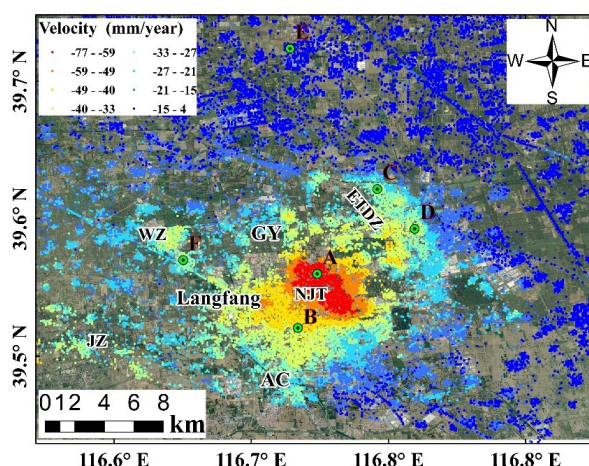 Velocity (mm/year)
-77 - -59
-59 - -49
-49 - -40
-40 - -33
-33 - -27
-27 - -21
-21 - -15
-15 - 4
N
W E
S
E
39.7° N
C
ETDZ
D
39.6° N
WZ
GY
F
A
NJT
Langfang
B
JZ
39.5° N
AC
0 1 2 4 6 8
km
116.6° E
116.7° E
116.8° E
116.8° E